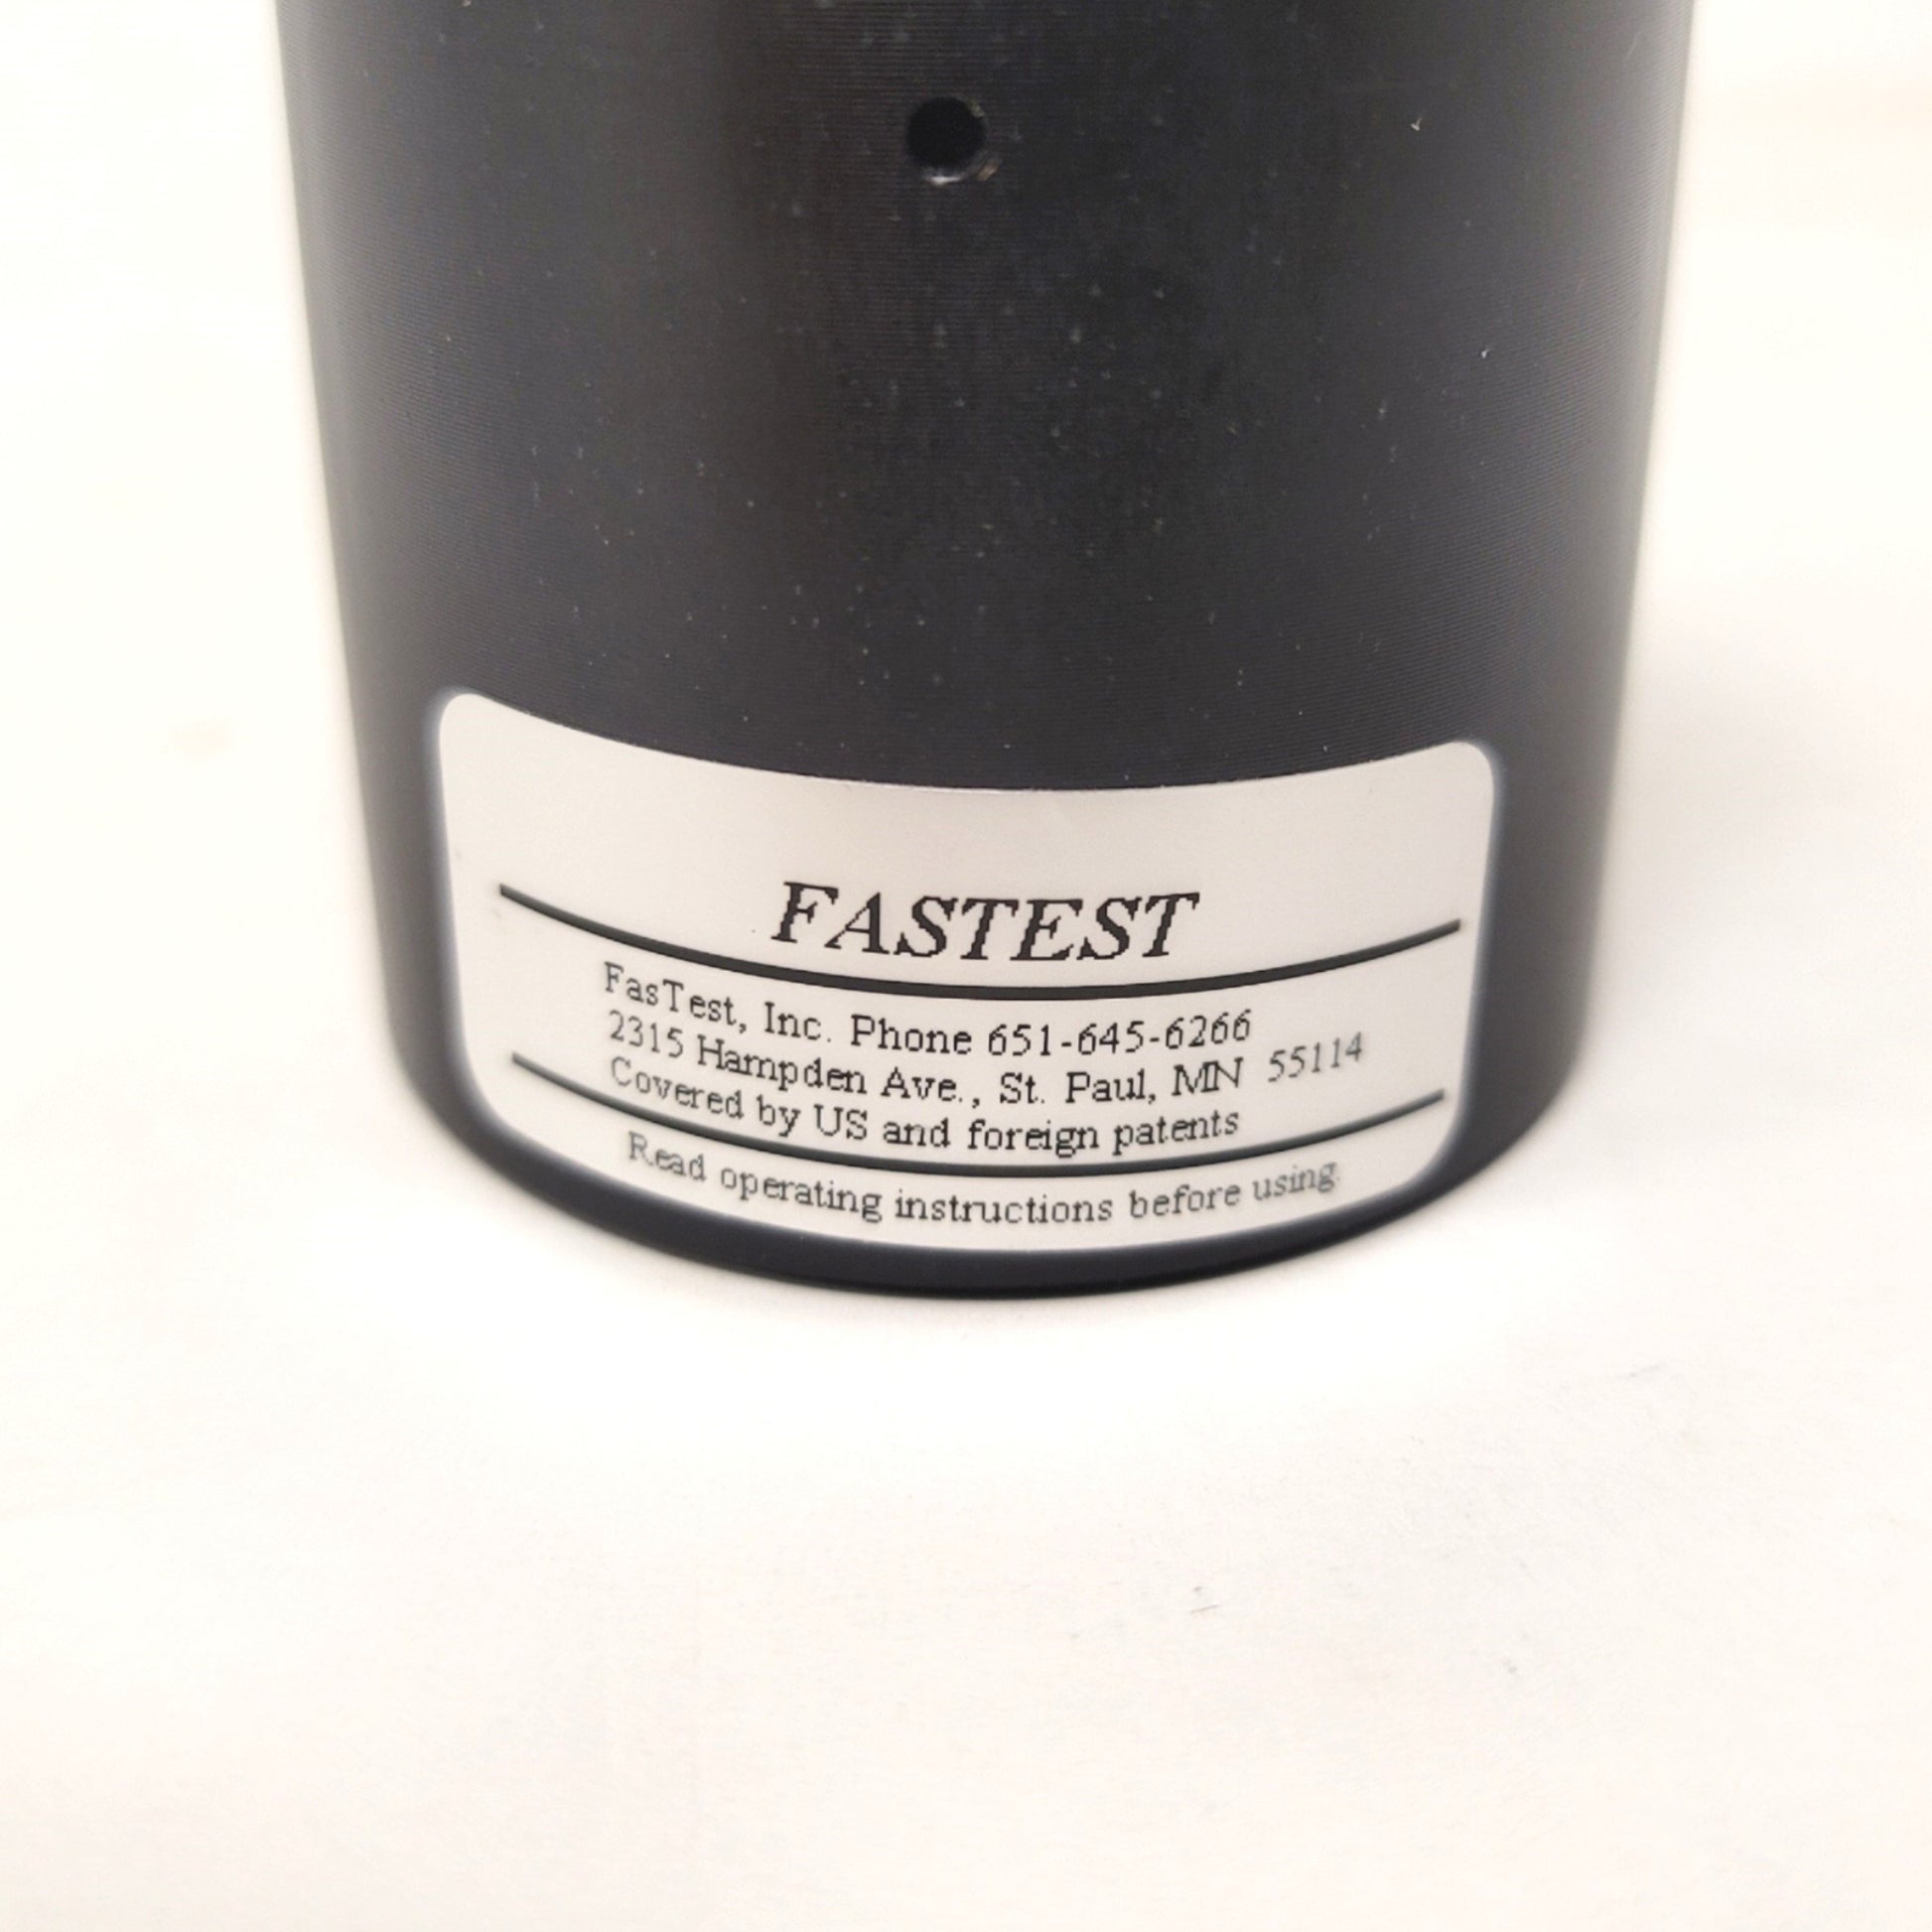 FASTEST
FasTest, Inc. Phone 651-645-6266
2315 Hampden Ave., St. Paul, MN 55114
Covered by US and foreign patents
Read operating instructions before using